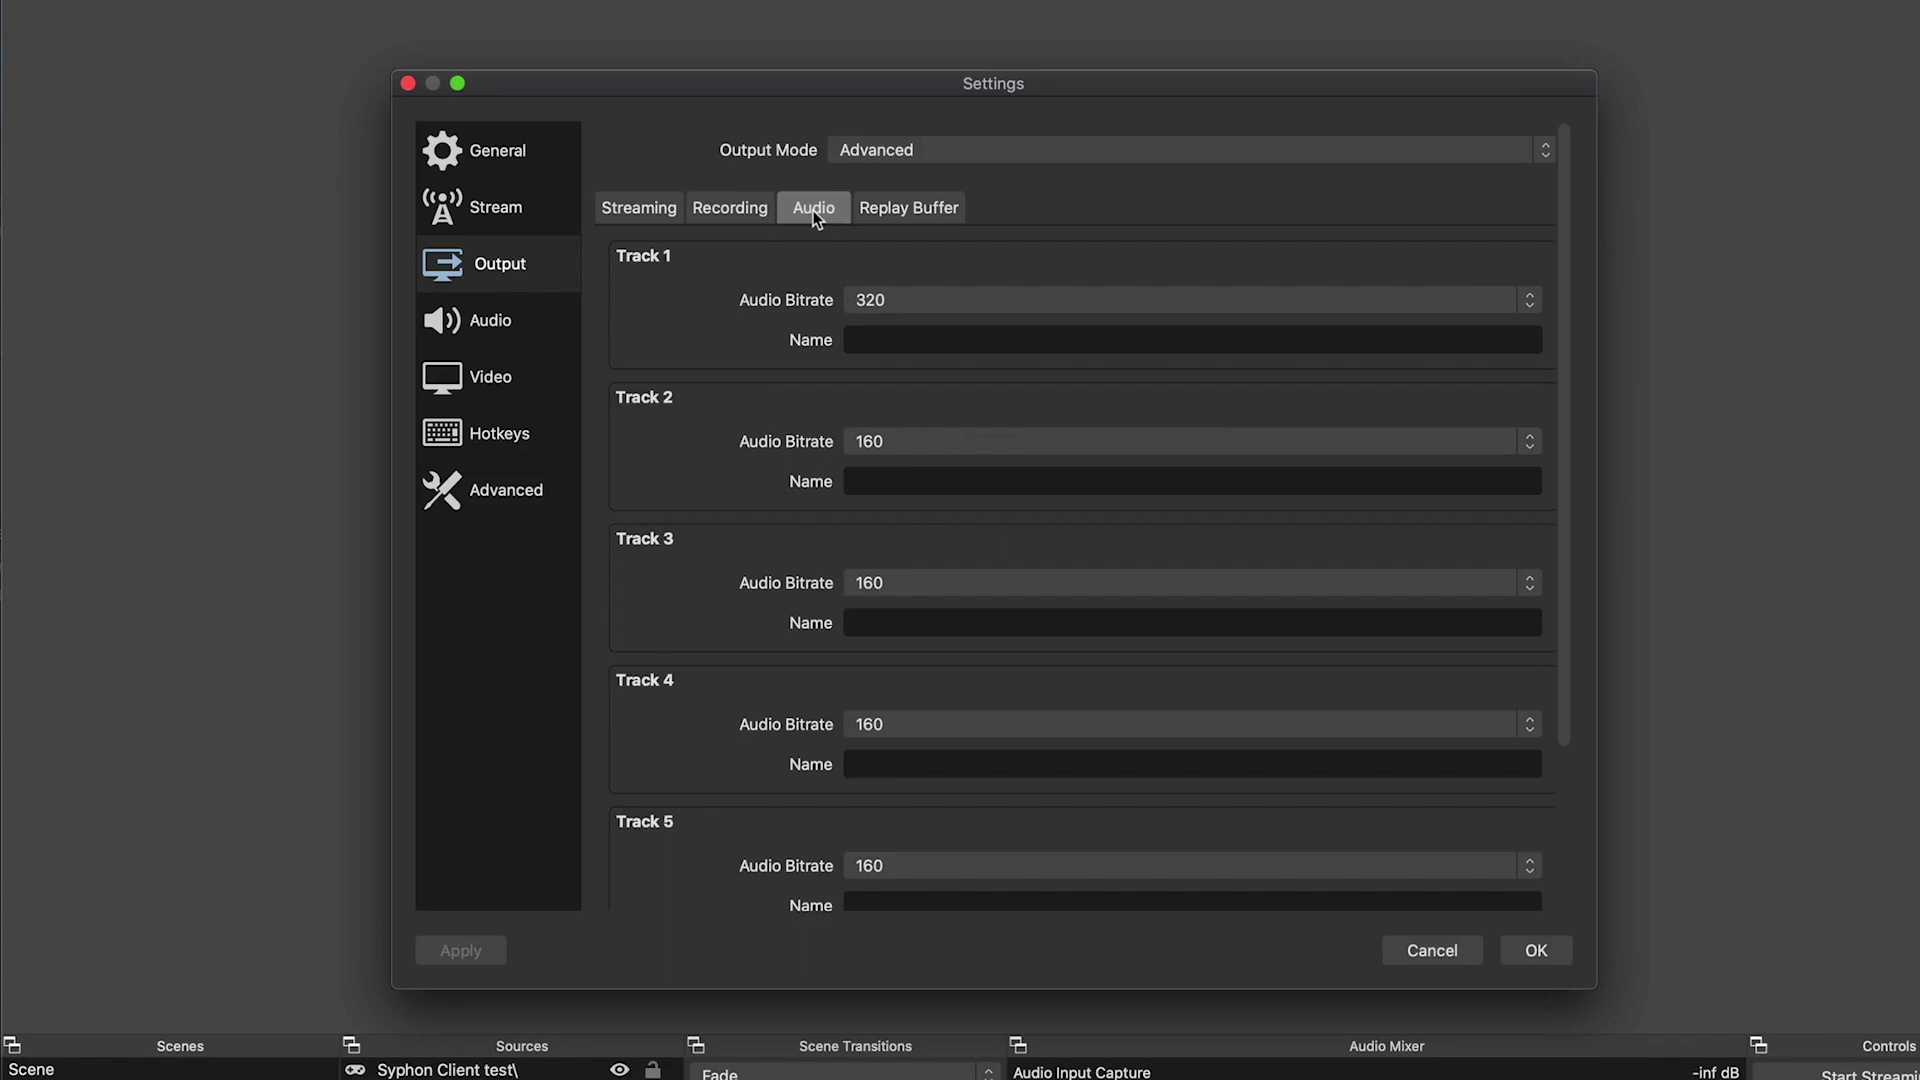 Settings
General
Stream
Output
Audio
Video
Hotkeys
Advanced
Output Mode Advanced
Streaming Recording Audio Replay Buffer
Track 1
Audio Bitrate 320
Name
Track 2
Audio Bitrate 160
Name
Track 3
Audio Bitrate 160
Name
Track 4
Audio Bitrate 160
Name
Track 5
Audio Bitrate 160
Name
Apply Cancel OK
Scenes Sources Scene Transitions Audio Mixer Controls
Scene Syphon Client test\ Fade Audio Input Capture -inf dB Start Streami